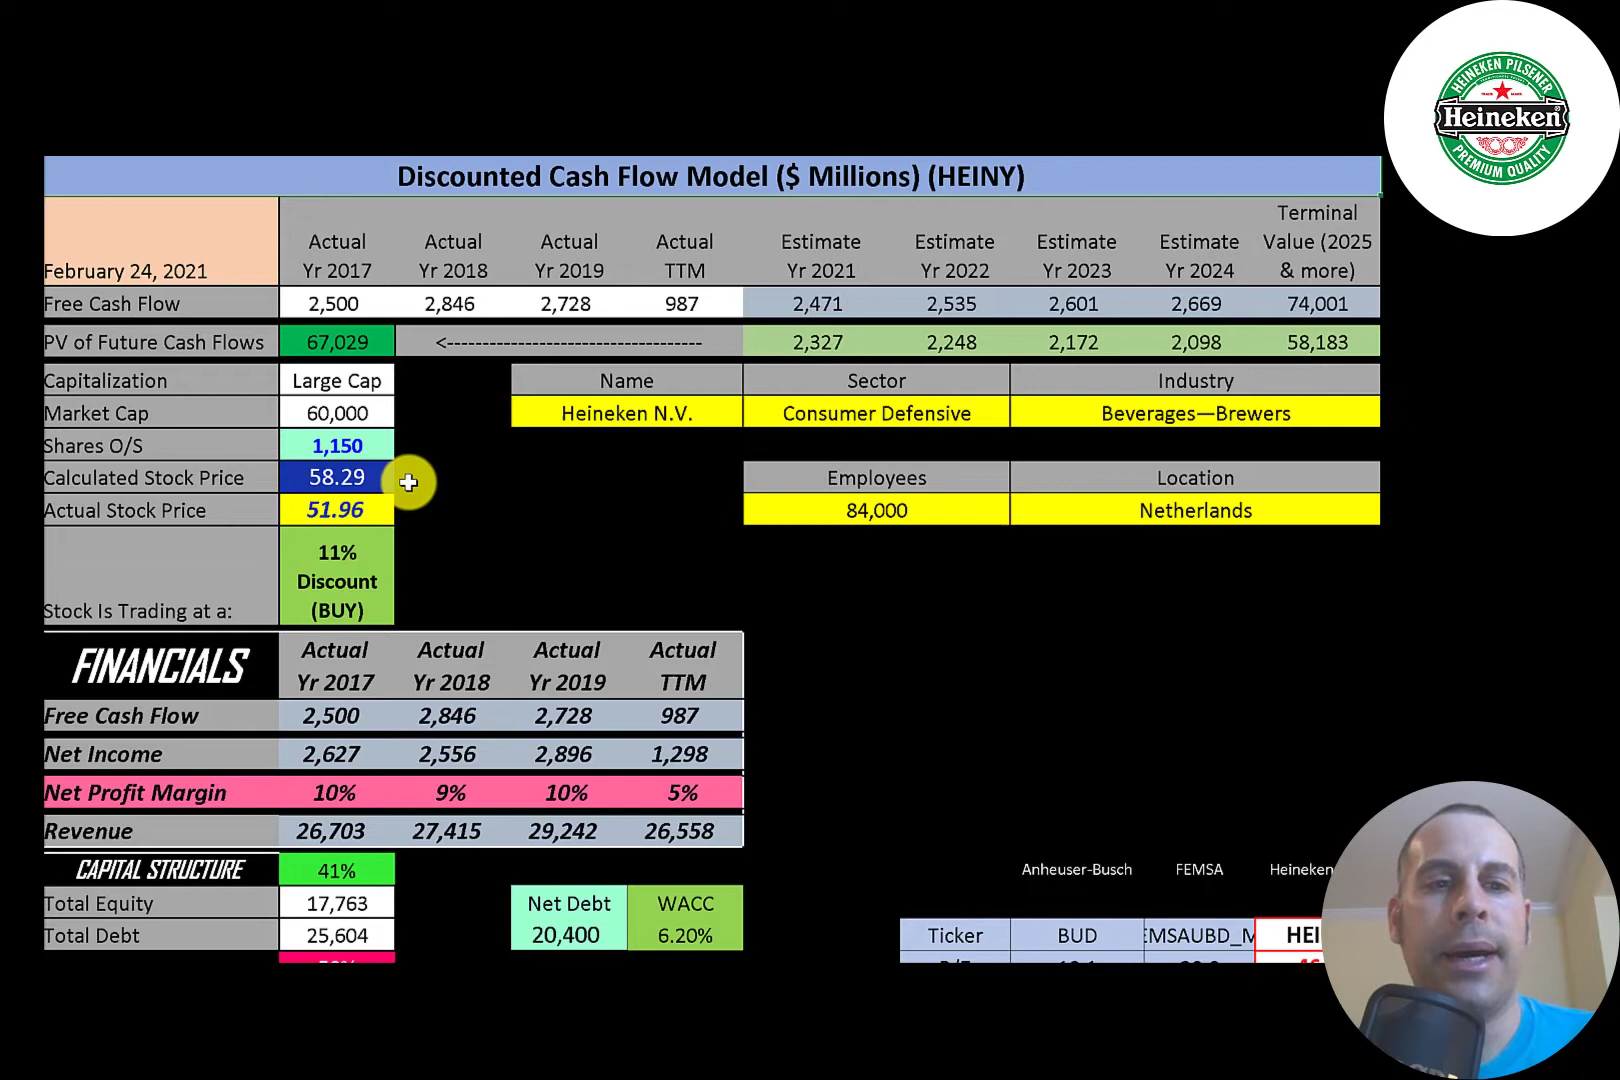 HEINEKEN PILSENER
TRADE MARK
Heineken®
PREMIUM QUALITY
Discounted Cash Flow Model ($ Millions) (HEINY)
February 24, 2021 Actual Yr 2017 Actual Yr 2018 Actual Yr 2019 Actual TTM Estimate Yr 2021 Estimate Yr 2022 Estimate Yr 2023 Estimate Yr 2024 Terminal Value (2025 & more)
Free Cash Flow 2,500 2,846 2,728 987 2,471 2,535 2,601 2,669 74,001
PV of Future Cash Flows 67,029 <----------------------------------- 2,327 2,248 2,172 2,098 58,183
Capitalization Large Cap Name Sector Industry
Market Cap 60,000 Heineken N.V. Consumer Defensive Beverages—Brewers
Shares O/S 1,150
Calculated Stock Price 58.29 Employees Location
Actual Stock Price 51.96 84,000 Netherlands
Stock Is Trading at a: 11% Discount (BUY)
FINANCIALS Actual Yr 2017 Actual Yr 2018 Actual Yr 2019 Actual TTM
Free Cash Flow 2,500 2,846 2,728 987
Net Income 2,627 2,556 2,896 1,298
Net Profit Margin 10% 9% 10% 5%
Revenue 26,703 27,415 29,242 26,558
CAPITAL STRUCTURE 41% Anheuser-Busch FEMSA Heineken
Total Equity 17,763 Net Debt WACC
Total Debt 25,604 20,400 6.20% Ticker BUD EMSAUBD_M HEI